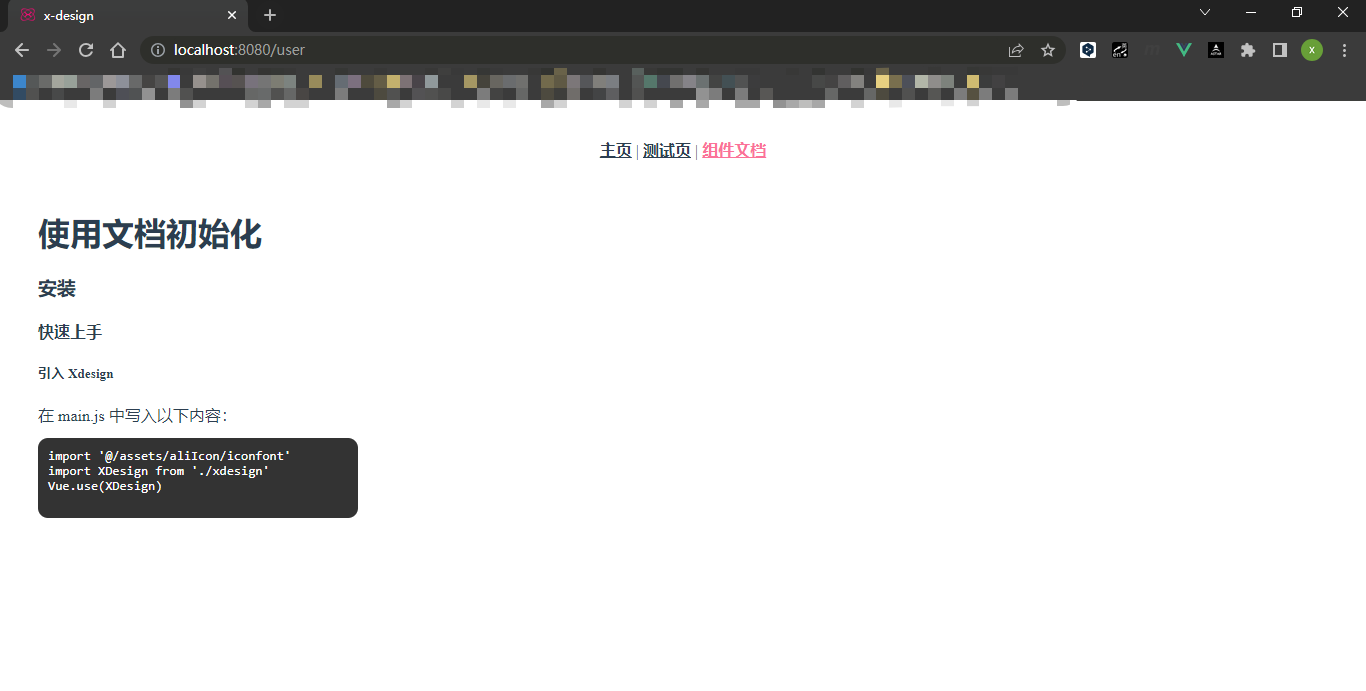 x-design
localhost:8080/user
主页 | 测试页 | 组件文档
使用文档初始化
安装
快速上手
引入 Xdesign
在 main.js 中写入以下内容：
import '@/assets/aliIcon/iconfont'
import XDesign from './xdesign'
Vue.use(XDesign)